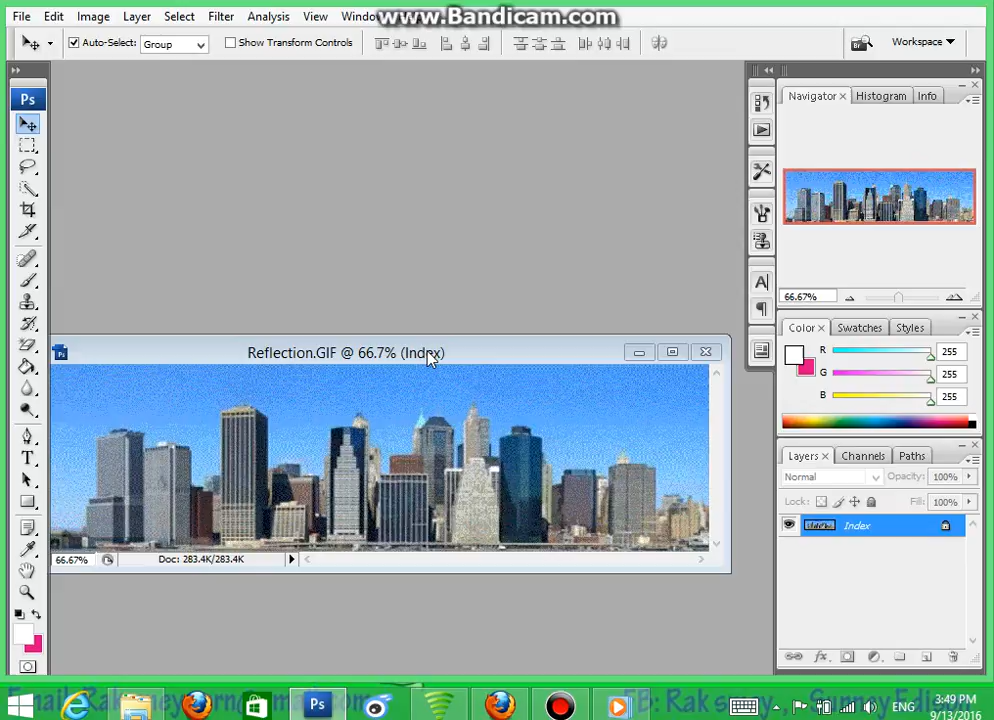 www.Bandicam.com
File Edit Image Layer Select Filter Analysis View Window
Auto-Select: Group Show Transform Controls Workspace
Ps
Navigator Histogram Info
66.67%
Color Swatches Styles
R 255
G 255
B 255
Reflection.GIF @ 66.7% (Index)
66.67% Doc: 283.4K/283.4K
Layers Channels Paths
Normal Opacity: 100%
Lock: Fill: 100%
Index
ENG
3:49 PM
9/13/2016